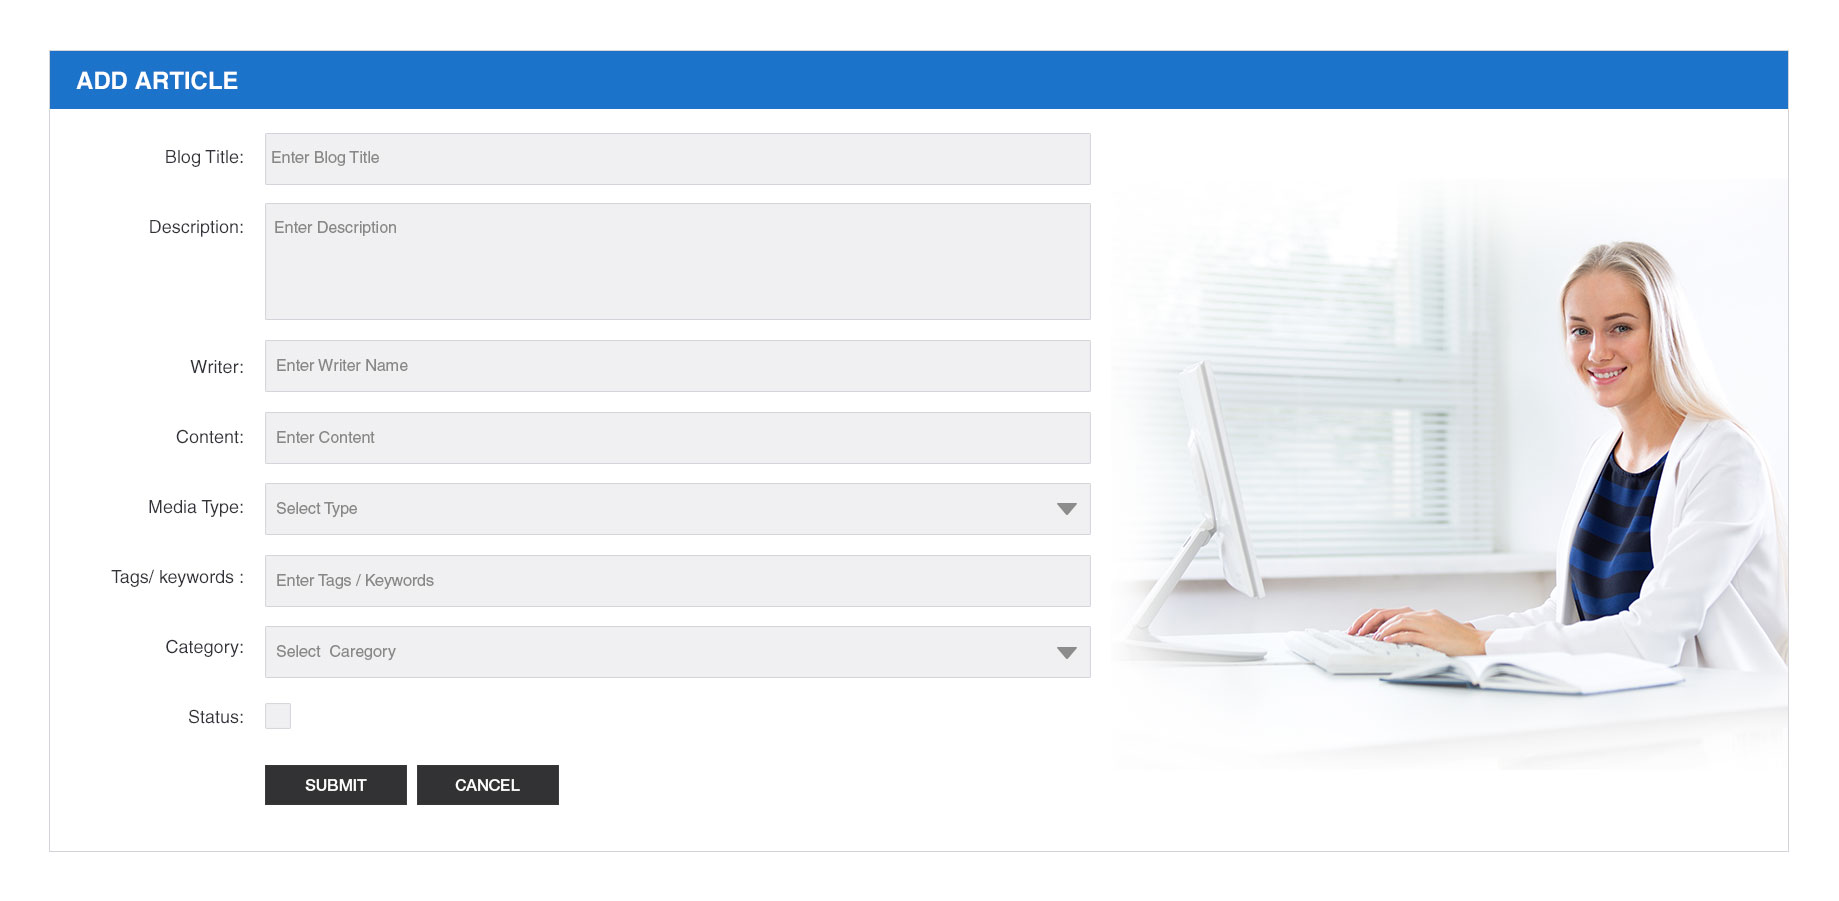 ADD ARTICLE
Blog Title: Enter Blog Title
Description: Enter Description
Writer: Enter Writer Name
Content: Enter Content
Media Type: Select Type
Tags/ keywords : Enter Tags / Keywords
Category: Select  Caregory
Status:
SUBMIT CANCEL